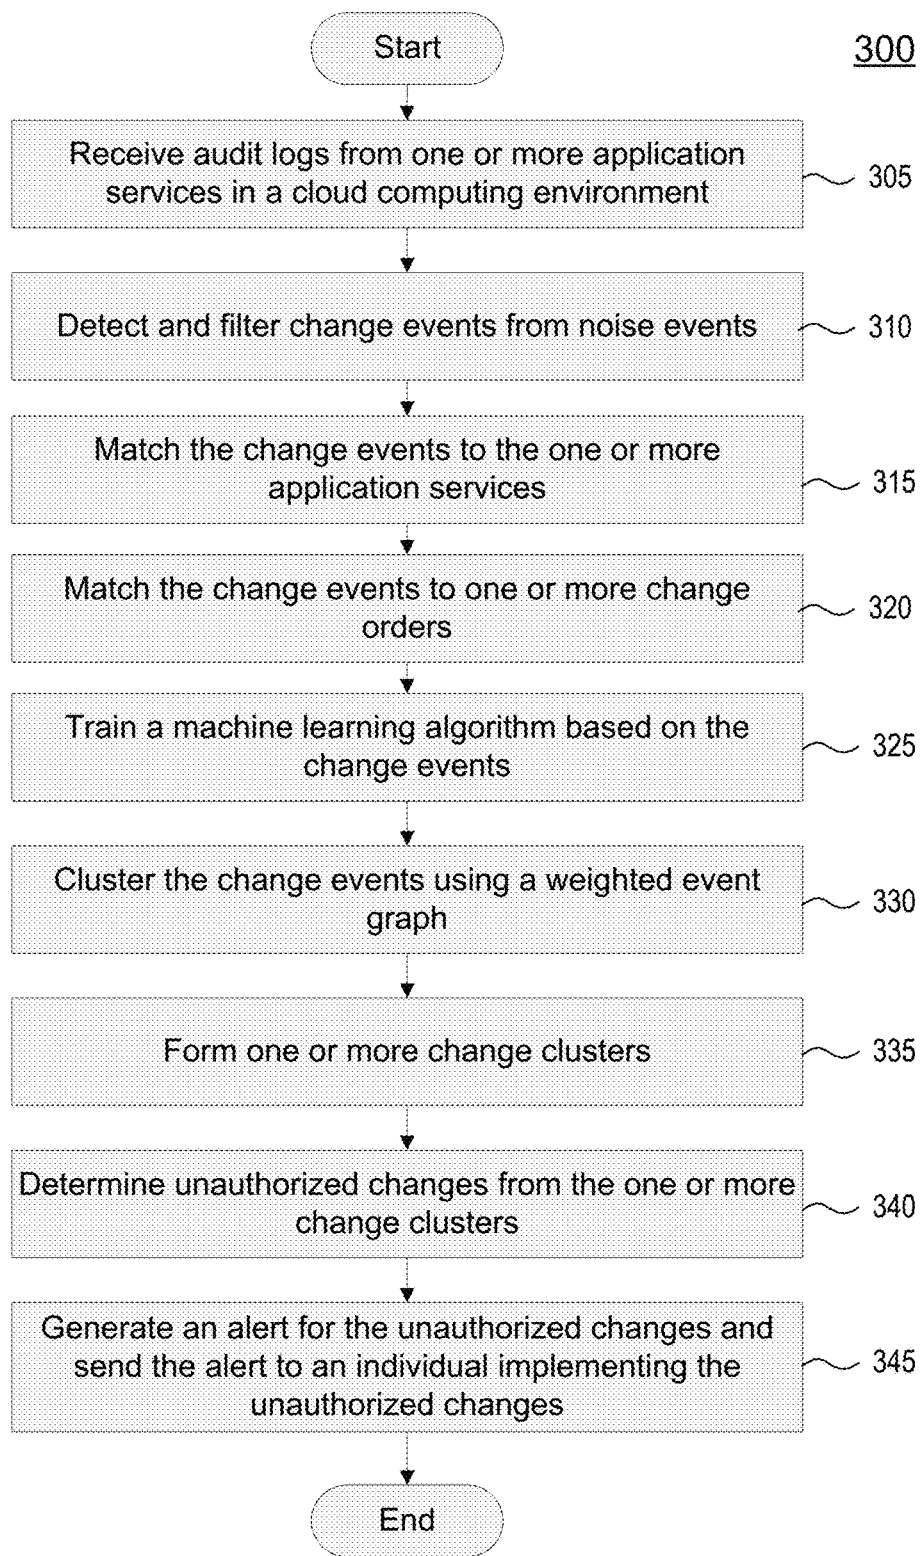 Start
300
Receive audit logs from one or more application
services in a cloud computing environment
305
Detect and filter change events from noise events
310
Match the change events to the one or more
application services
315
Match the change events to one or more change
orders
320
Train a machine learning algorithm based on the
change events
325
Cluster the change events using a weighted event
graph
330
Form one or more change clusters
335
Determine unauthorized changes from the one or more
change clusters
340
Generate an alert for the unauthorized changes and
send the alert to an individual implementing the
unauthorized changes
345
End